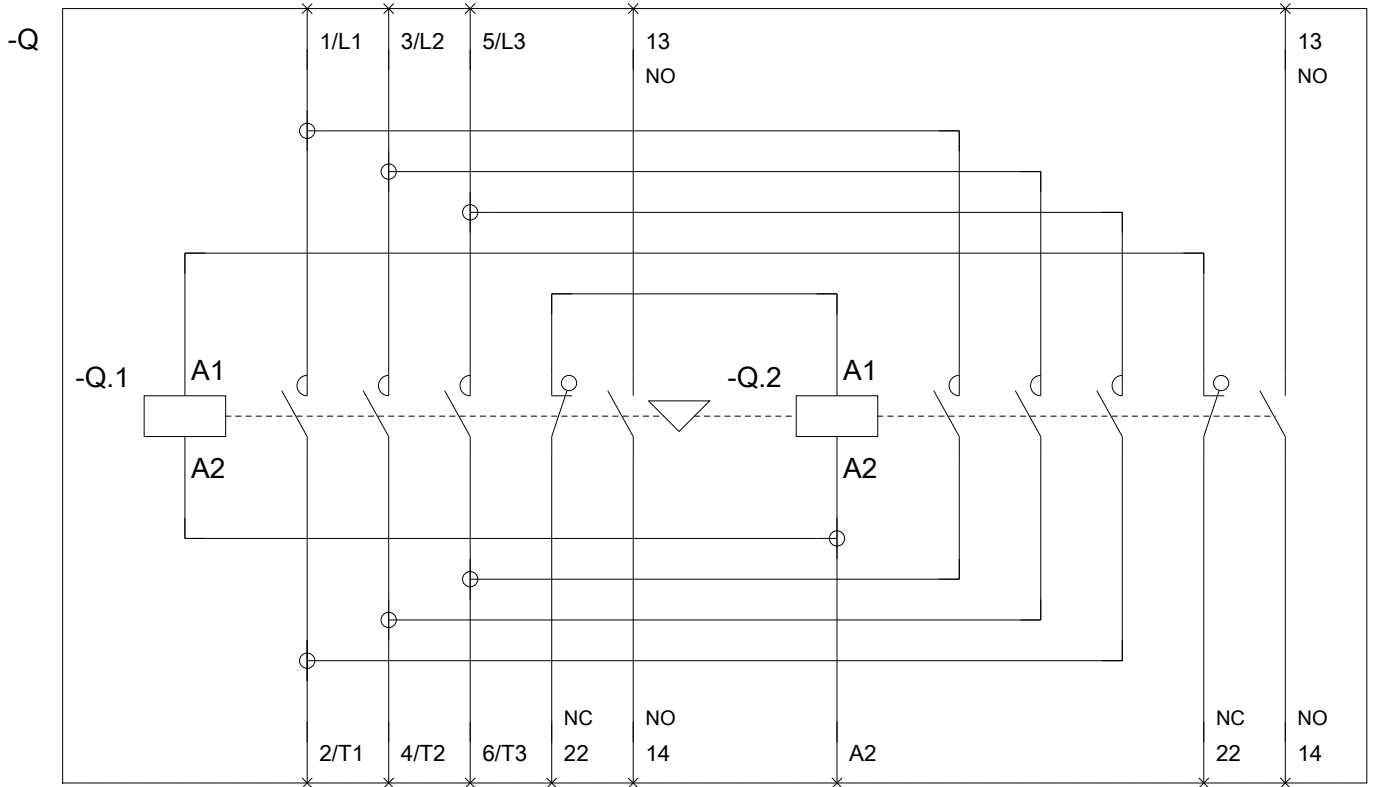 -Q
1/L1 3/L2 5/L3 13 13
NO NO
-Q.1 A1 -Q.2 A1
A2 A2
NC NO NC NO
2/T1 4/T2 6/T3 22 14 A2 22 14